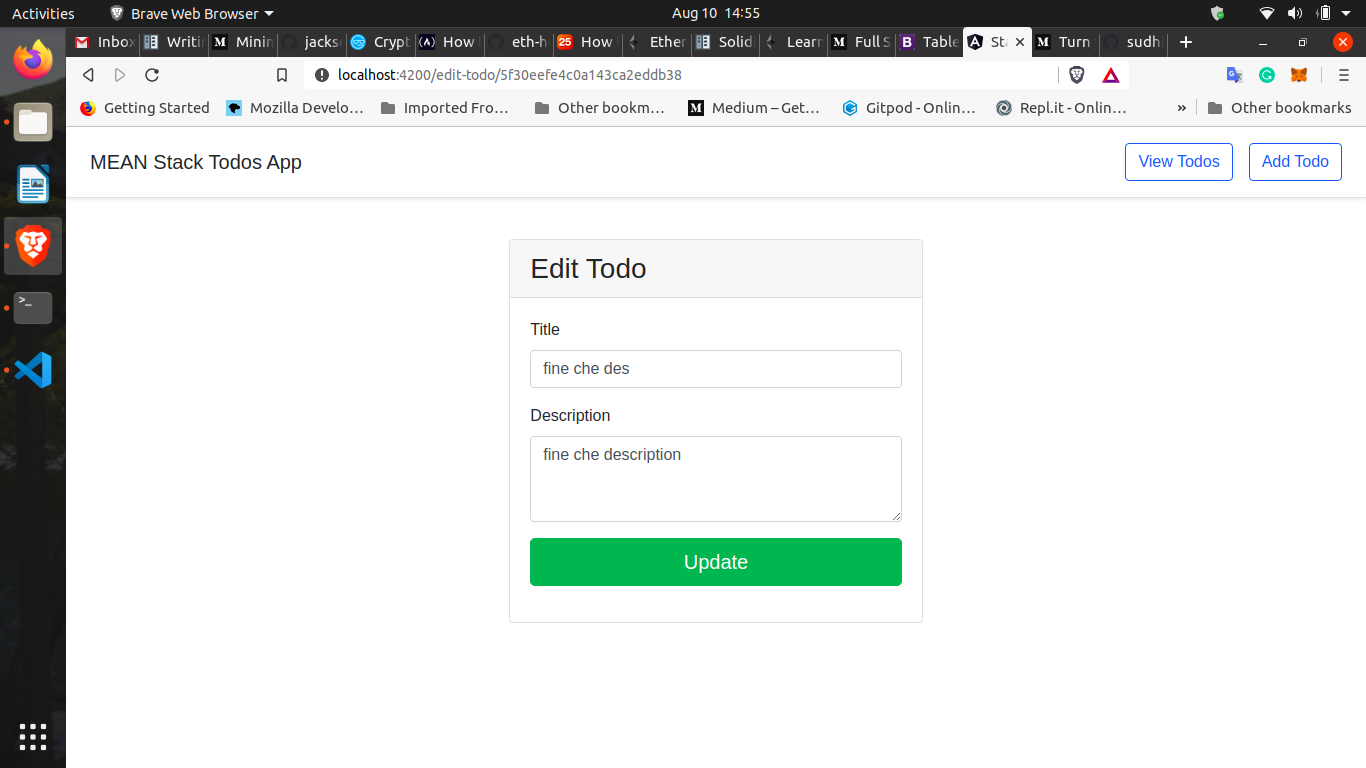 Activities Brave Web Browser Aug 10 14:55
Inbox Writi Minin jackso Crypt How eth-h 25 How Ether Solid Learn Full S B Table Sta Turn sudh
localhost:4200/edit-todo/5f30eefe4c0a143ca2eddb38
Getting Started Mozilla Develo… Imported Fro… Other bookm… Medium – Get… Gitpod - Onlin… Repl.it - Onlin… » Other bookmarks
MEAN Stack Todos App View Todos Add Todo
Edit Todo
Title
fine che des
Description
fine che description
Update